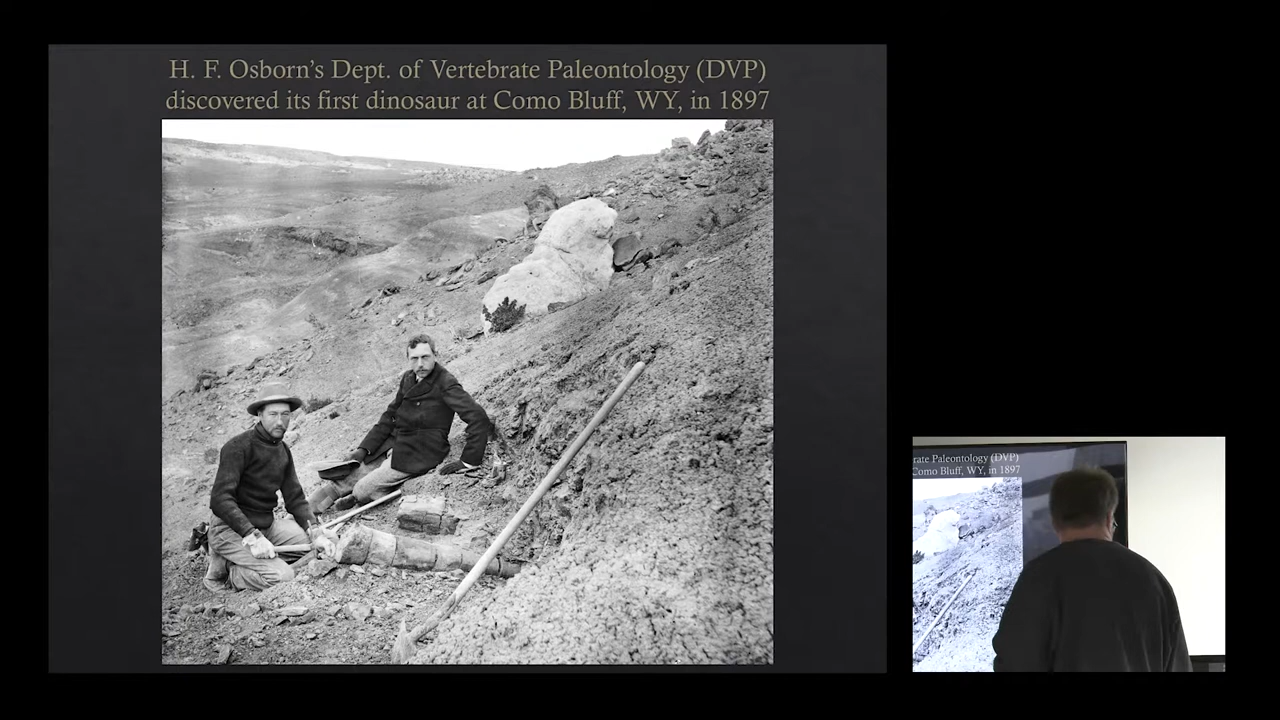 H. F. Osborn's Dept. of Vertebrate Paleontology (DVP)
discovered its first dinosaur at Como Bluff, WY, in 1897
rate Paleontology (DVP)
Como Bluff, WY, in 1897